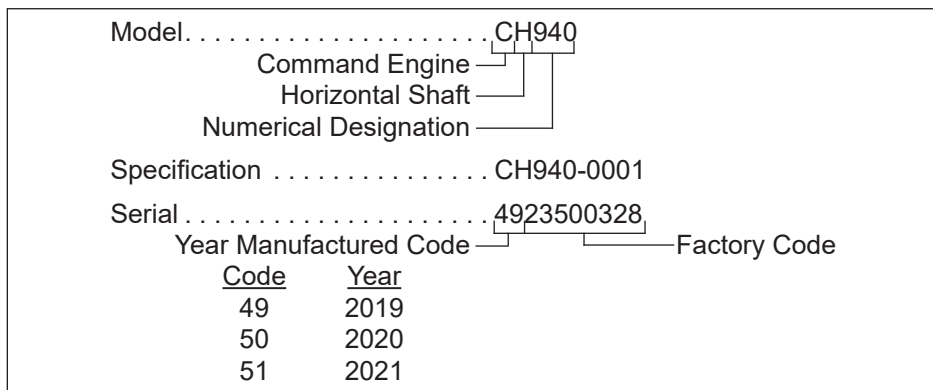 Model. . . . . . . . . . . . . . . . . . . . . CH940
Command Engine
Horizontal Shaft
Numerical Designation
Specification . . . . . . . . . . . . . . . CH940-0001
Serial . . . . . . . . . . . . . . . . . . . . . 4923500328
Year Manufactured Code Factory Code
Code Year
49 2019
50 2020
51 2021